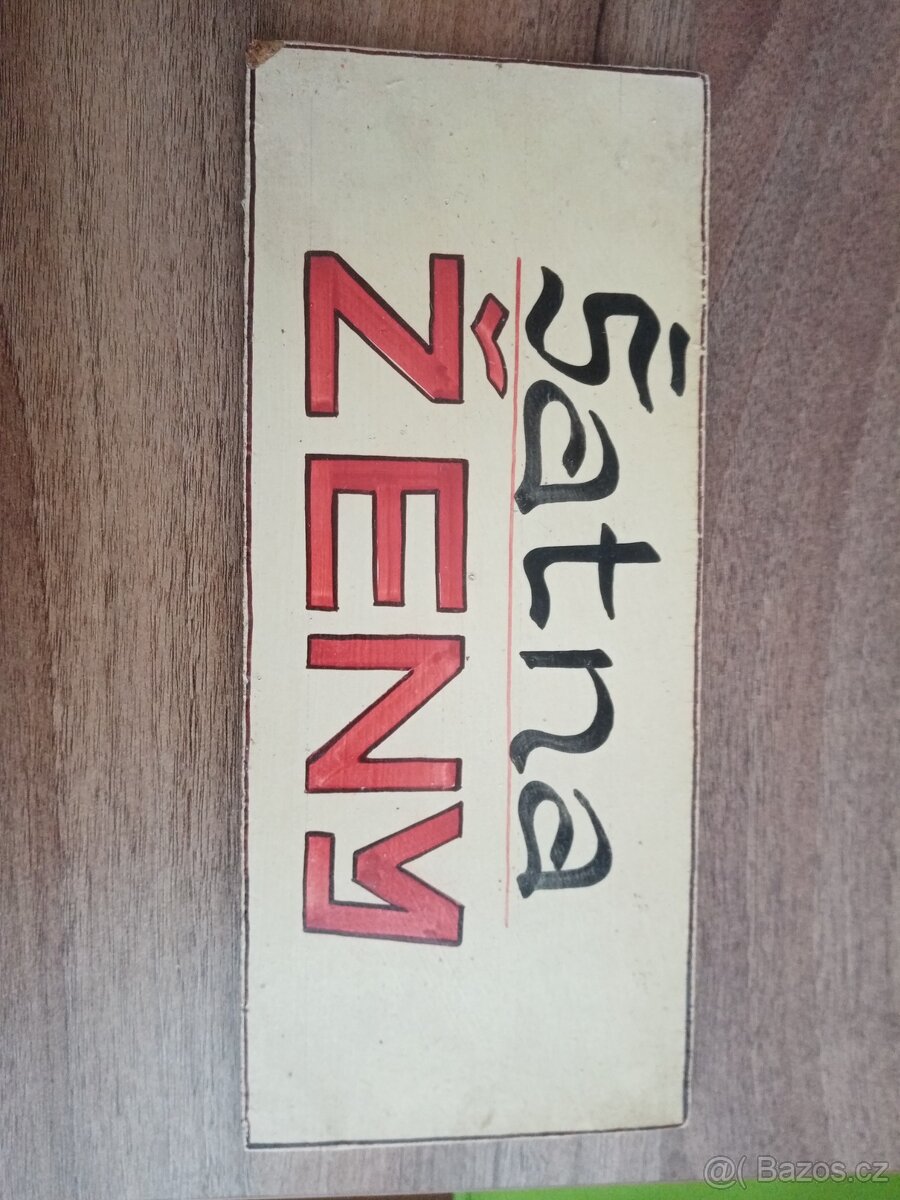 Šatna
ŽENY
@( Bazos.cz